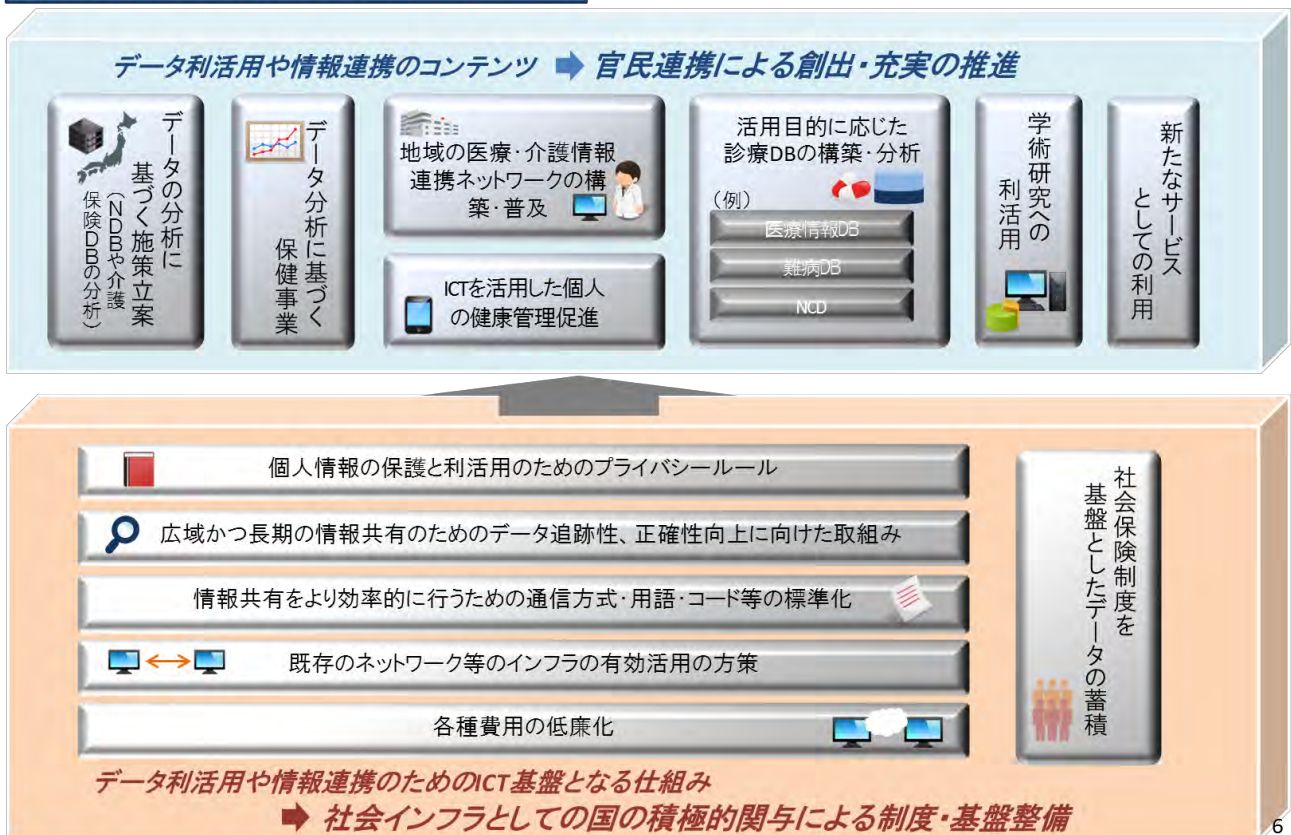 データ利活用や情報連携のコンテンツ ➡ 官民連携による創出・充実の推進
データの分析に
基づく施策立案
（NDBや介護
保険DBの分析）
データ分析に基づく
保健事業
地域の医療・介護情報
連携ネットワークの構
築・普及
ICTを活用した個人
の健康管理促進
活用目的に応じた
診療DBの構築・分析
（例）
医療情報DB
難病DB
NCD
学術研究への
利活用
新たなサービス
としての利用
個人情報の保護と利活用のためのプライバシールール
広域かつ長期の情報共有のためのデータ追跡性、正確性向上に向けた取組み
情報共有をより効率的に行うための通信方式・用語・コード等の標準化
既存のネットワーク等のインフラの有効活用の方策
各種費用の低廉化
社会保険制度を
基盤としたデータの蓄積
データ利活用や情報連携のためのICT基盤となる仕組み
➡ 社会インフラとしての国の積極的関与による制度・基盤整備
6